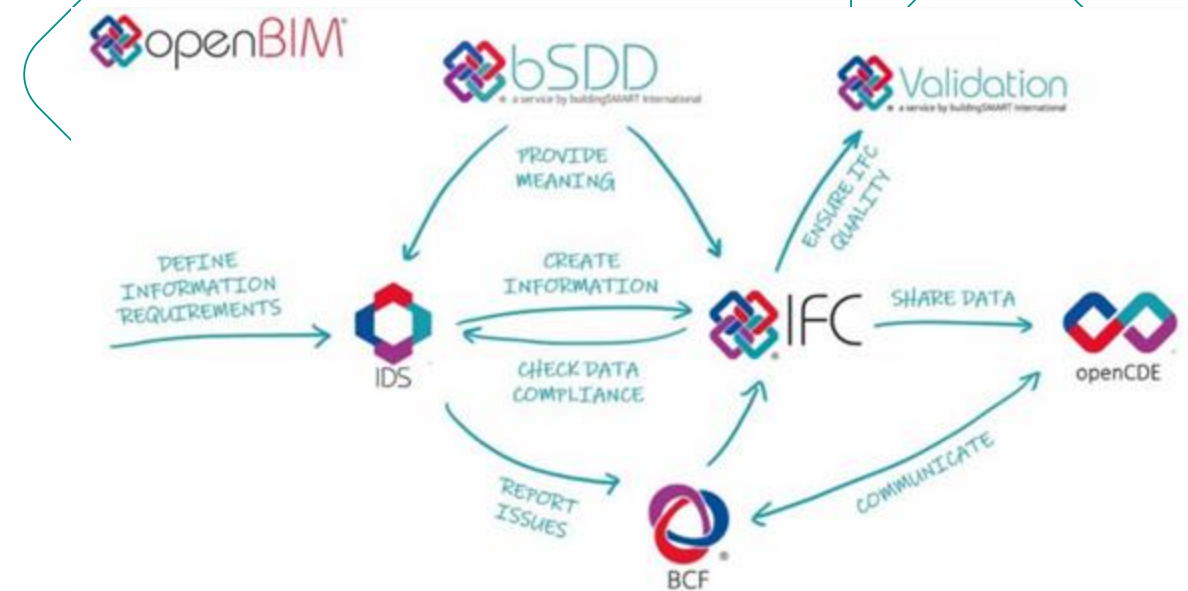 openBIM®
bSDD
® a service by buildingSMART International
Validation
® a service by buildingSMART International
PROVIDE
MEANING
ENSURE IFC
QUALITY
DEFINE
INFORMATION
REQUIREMENTS
CREATE
INFORMATION
IFC
®
SHARE DATA
IDS
CHECK DATA
COMPLIANCE
openCDE
REPORT
ISSUES
COMMUNICATE
®
BCF